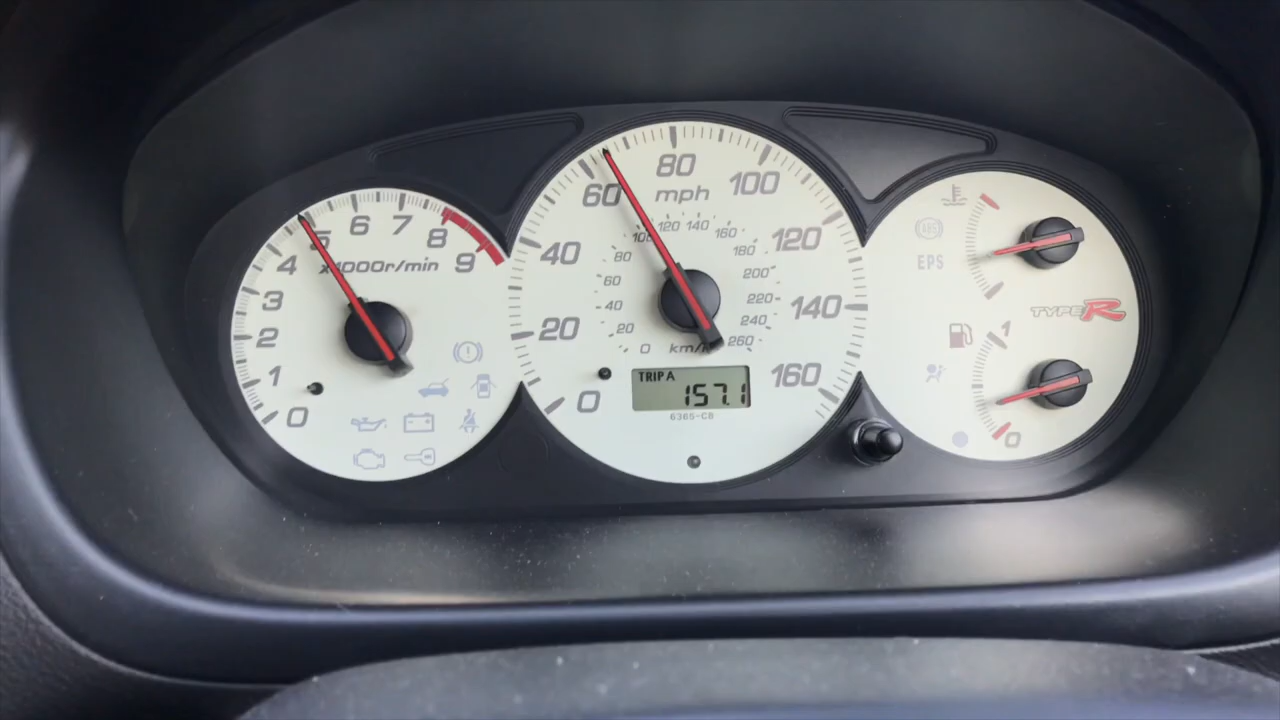 0 1 2 3 4 5 6 7 8 9
x1000r/min
0 20 40 60 80 100 120 140 160
mph
0 20 40 60 80 100 120 140 160 180 200 220 240 260
km/h
TRIP A
157.1
6365-C8
ABS
EPS
TYPE R
1
0